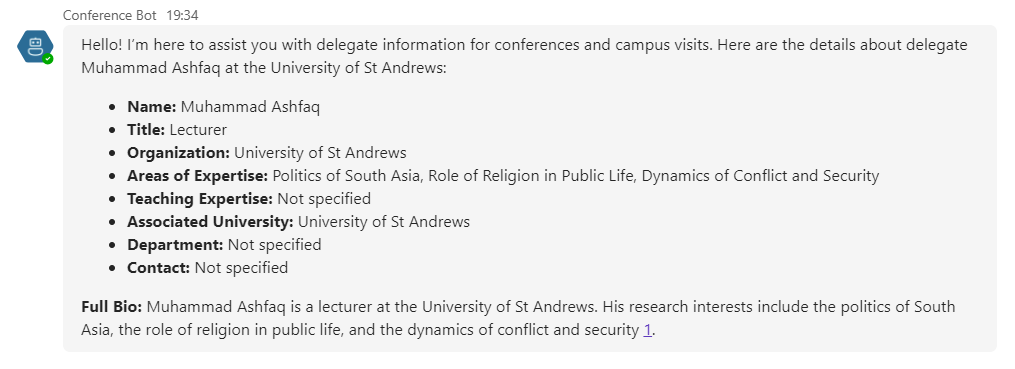 Conference Bot 19:34
Hello! I'm here to assist you with delegate information for conferences and campus visits. Here are the details about delegate
Muhammad Ashfaq at the University of St Andrews:
• Name: Muhammad Ashfaq
• Title: Lecturer
• Organization: University of St Andrews
• Areas of Expertise: Politics of South Asia, Role of Religion in Public Life, Dynamics of Conflict and Security
• Teaching Expertise: Not specified
• Associated University: University of St Andrews
• Department: Not specified
• Contact: Not specified
Full Bio: Muhammad Ashfaq is a lecturer at the University of St Andrews. His research interests include the politics of South
Asia, the role of religion in public life, and the dynamics of conflict and security 1.